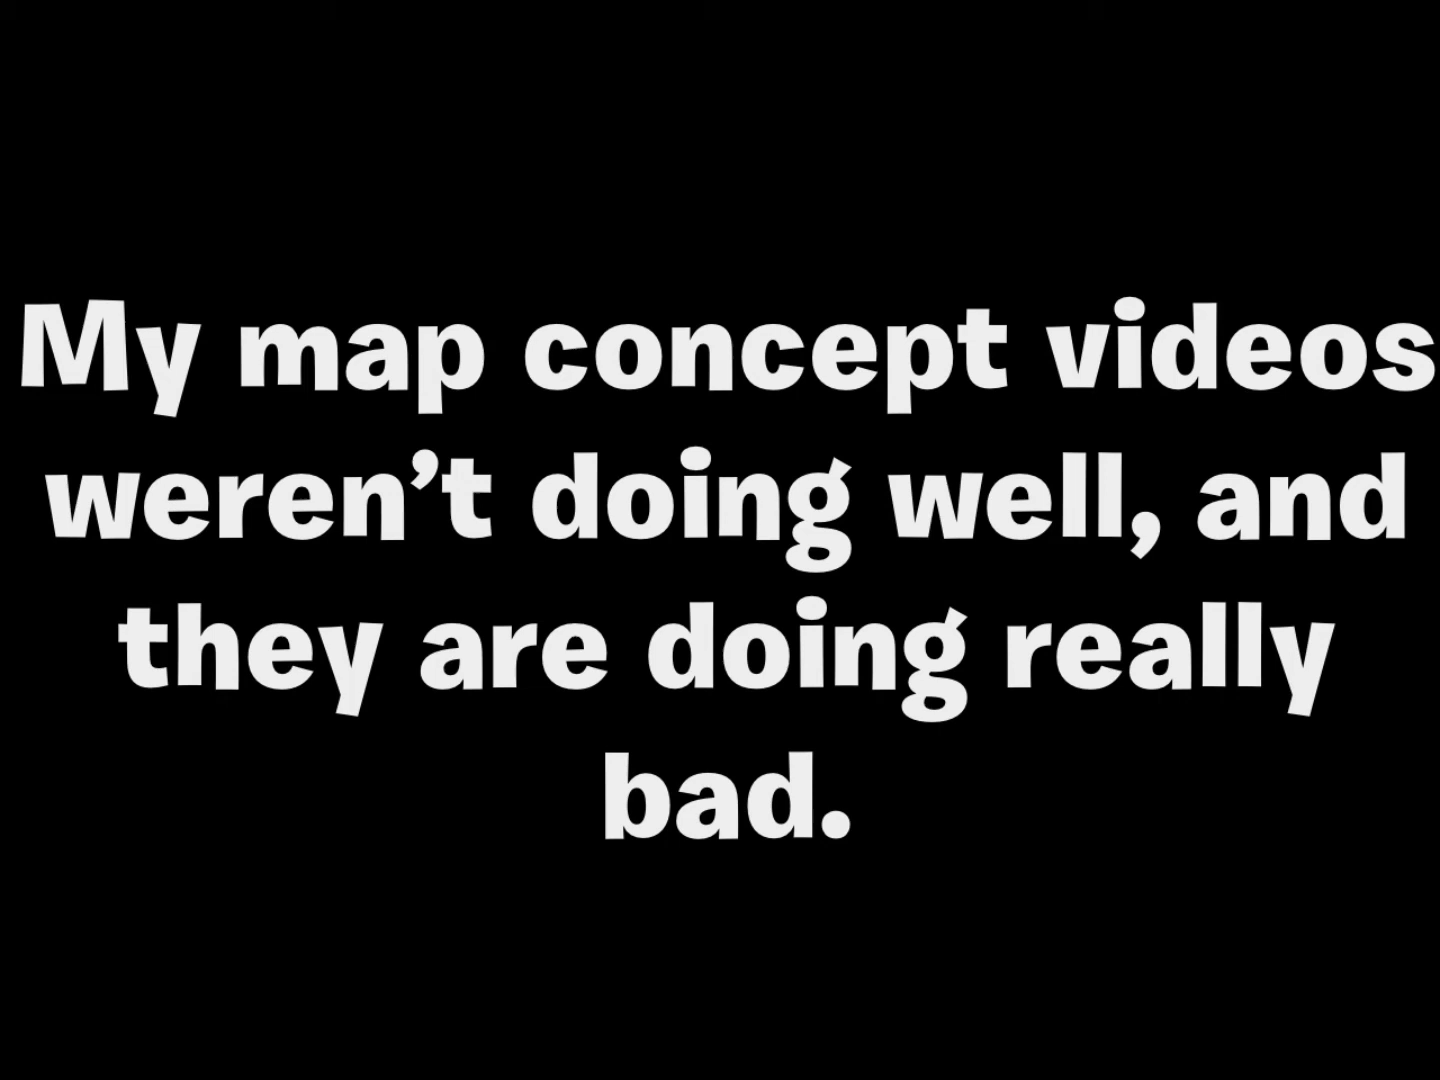 My map concept videos
weren’t doing well, and
they are doing really
bad.